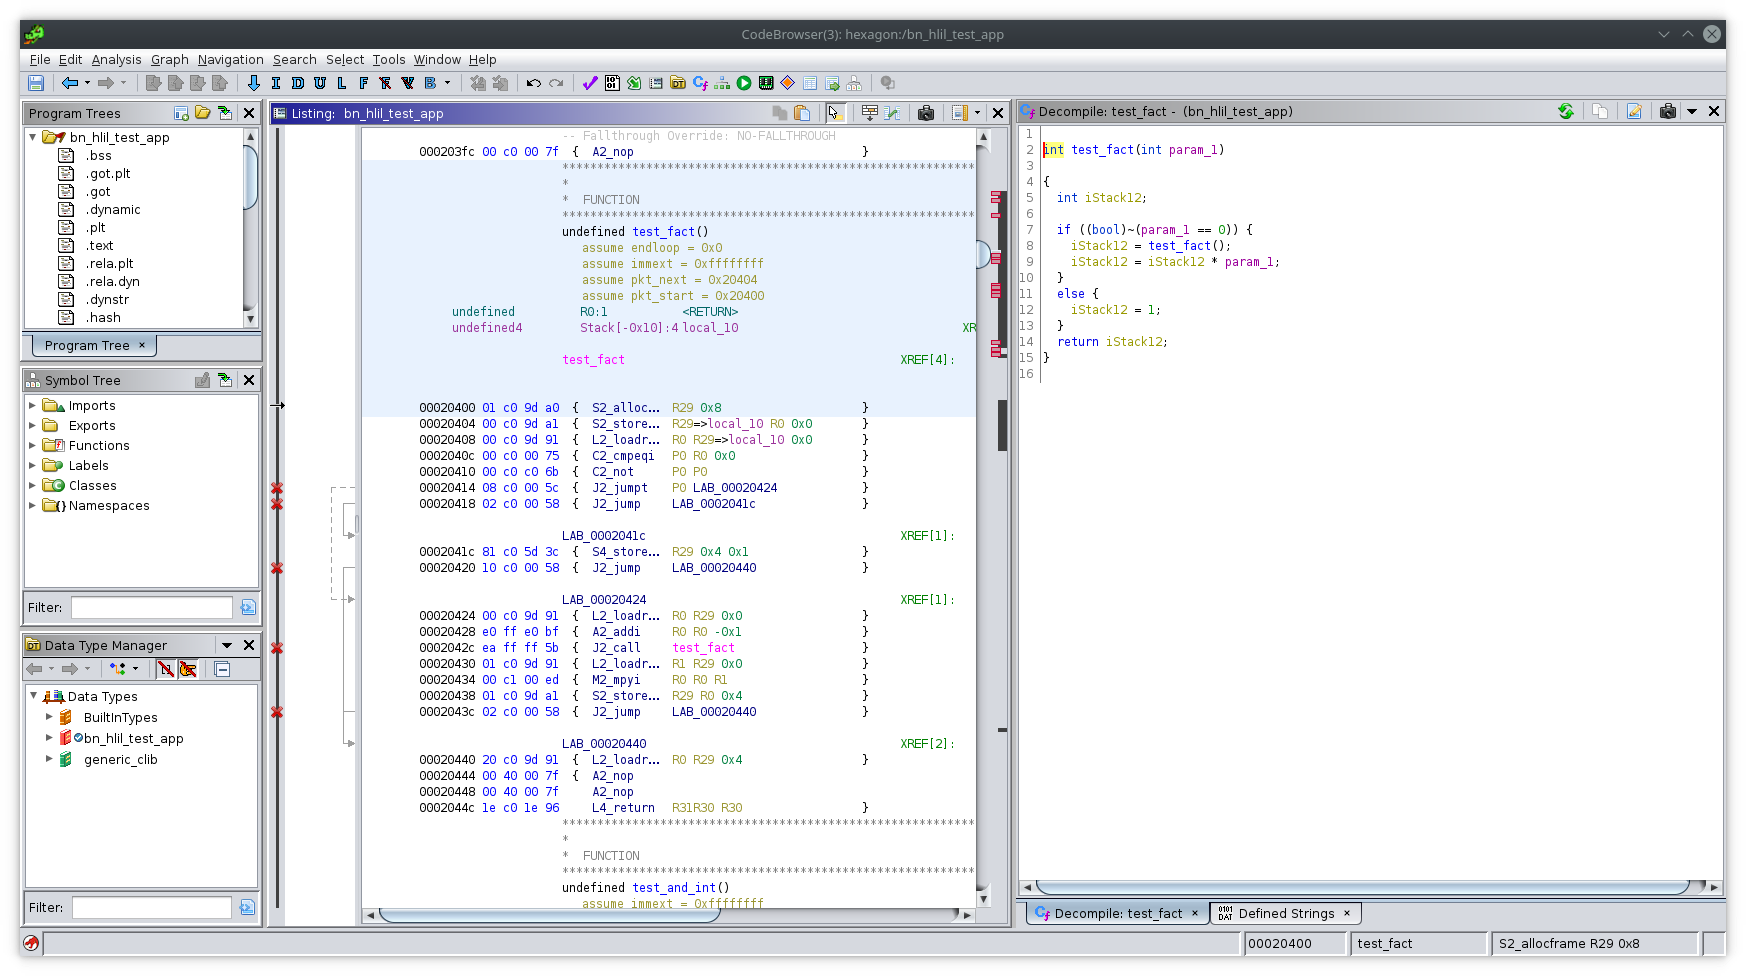 CodeBrowser(3): hexagon:/bn_hlil_test_app
File Edit Analysis Graph Navigation Search Select Tools Window Help
I D U L F R V B
Program Trees
bn_hlil_test_app
.bss
.got.plt
.got
.dynamic
.plt
.text
.rela.plt
.rela.dyn
.dynstr
.hash
Program Tree ×
Symbol Tree
Imports
Exports
Functions
Labels
Classes
Namespaces
Filter:
Data Type Manager
Data Types
BuiltInTypes
bn_hlil_test_app
generic_clib
Filter:
Listing: bn_hlil_test_app
-- Fallthrough Override: NO-FALLTHROUGH
000203fc 00 c0 00 7f { A2_nop }
***********************************************************
*
* FUNCTION
***********************************************************
undefined test_fact()
assume endloop = 0x0
assume immext = 0xffffffff
assume pkt_next = 0x20404
assume pkt_start = 0x20400
undefined R0:1 <RETURN>
undefined4 Stack[-0x10]:4 local_10 XR
test_fact XREF[4]:
00020400 01 c0 9d a0 { S2_alloc... R29 0x8 }
00020404 00 c0 9d a1 { S2_store... R29=>local_10 R0 0x0 }
00020408 00 c0 9d 91 { L2_loadr... R0 R29=>local_10 0x0 }
0002040c 00 c0 00 75 { C2_cmpeqi P0 R0 0x0 }
00020410 00 c0 c0 6b { C2_not P0 P0 }
00020414 08 c0 00 5c { J2_jumpt P0 LAB_00020424 }
00020418 02 c0 00 58 { J2_jump LAB_0002041c }
LAB_0002041c XREF[1]:
0002041c 81 c0 5d 3c { S4_store... R29 0x4 0x1 }
00020420 10 c0 00 58 { J2_jump LAB_00020440 }
LAB_00020424 XREF[1]:
00020424 00 c0 9d 91 { L2_loadr... R0 R29 0x0 }
00020428 e0 ff e0 bf { A2_addi R0 R0 -0x1 }
0002042c ea ff ff 5b { J2_call test_fact }
00020430 01 c0 9d 91 { L2_loadr... R1 R29 0x0 }
00020434 00 c1 00 ed { M2_mpyi R0 R0 R1 }
00020438 01 c0 9d a1 { S2_store... R29 R0 0x4 }
0002043c 02 c0 00 58 { J2_jump LAB_00020440 }
LAB_00020440 XREF[2]:
00020440 20 c0 9d 91 { L2_loadr... R0 R29 0x4 }
00020444 00 40 00 7f { A2_nop
00020448 00 40 00 7f A2_nop
0002044c 1e c0 1e 96 L4_return R31R30 R30 }
***********************************************************
*
* FUNCTION
***********************************************************
undefined test_and_int()
assume immext = 0xffffffff
Decompile: test_fact - (bn_hlil_test_app)
1
2 int test_fact(int param_1)
3
4 {
5 int iStack12;
6
7 if ((bool)~(param_1 == 0)) {
8 iStack12 = test_fact();
9 iStack12 = iStack12 * param_1;
10 }
11 else {
12 iStack12 = 1;
13 }
14 return iStack12;
15 }
16
Decompile: test_fact × Defined Strings ×
00020400 test_fact S2_allocframe R29 0x8